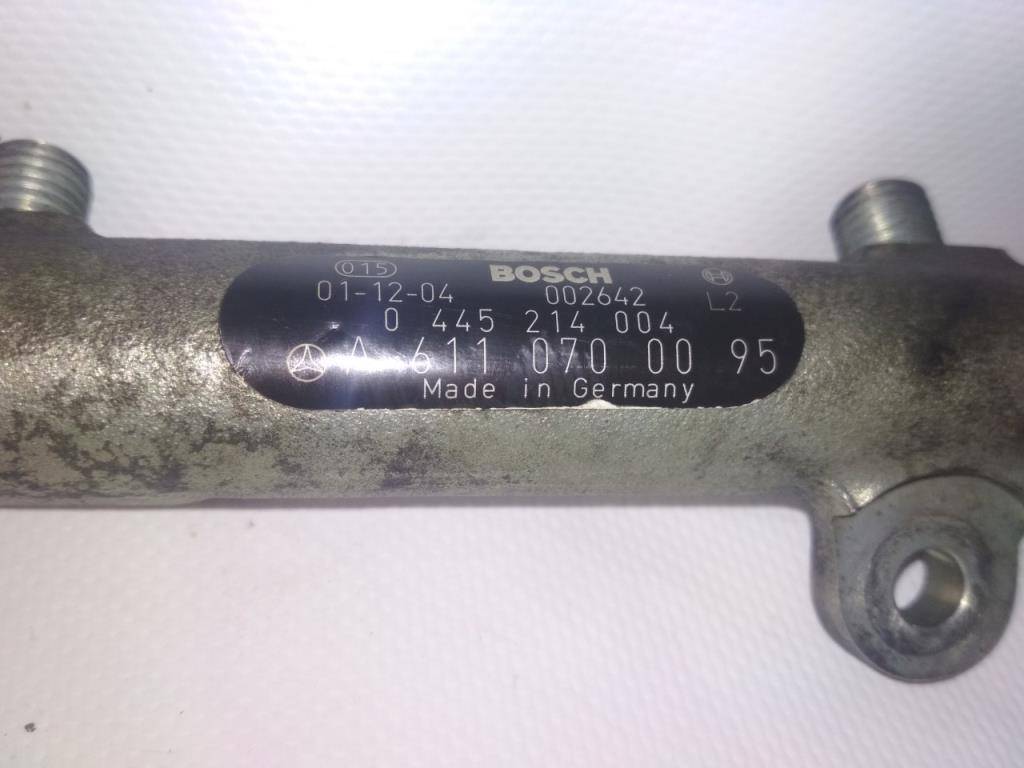 015 BOSCH
01-12-04 002642 L2
0 445 214 004
A 611 070 00 95
Made in Germany